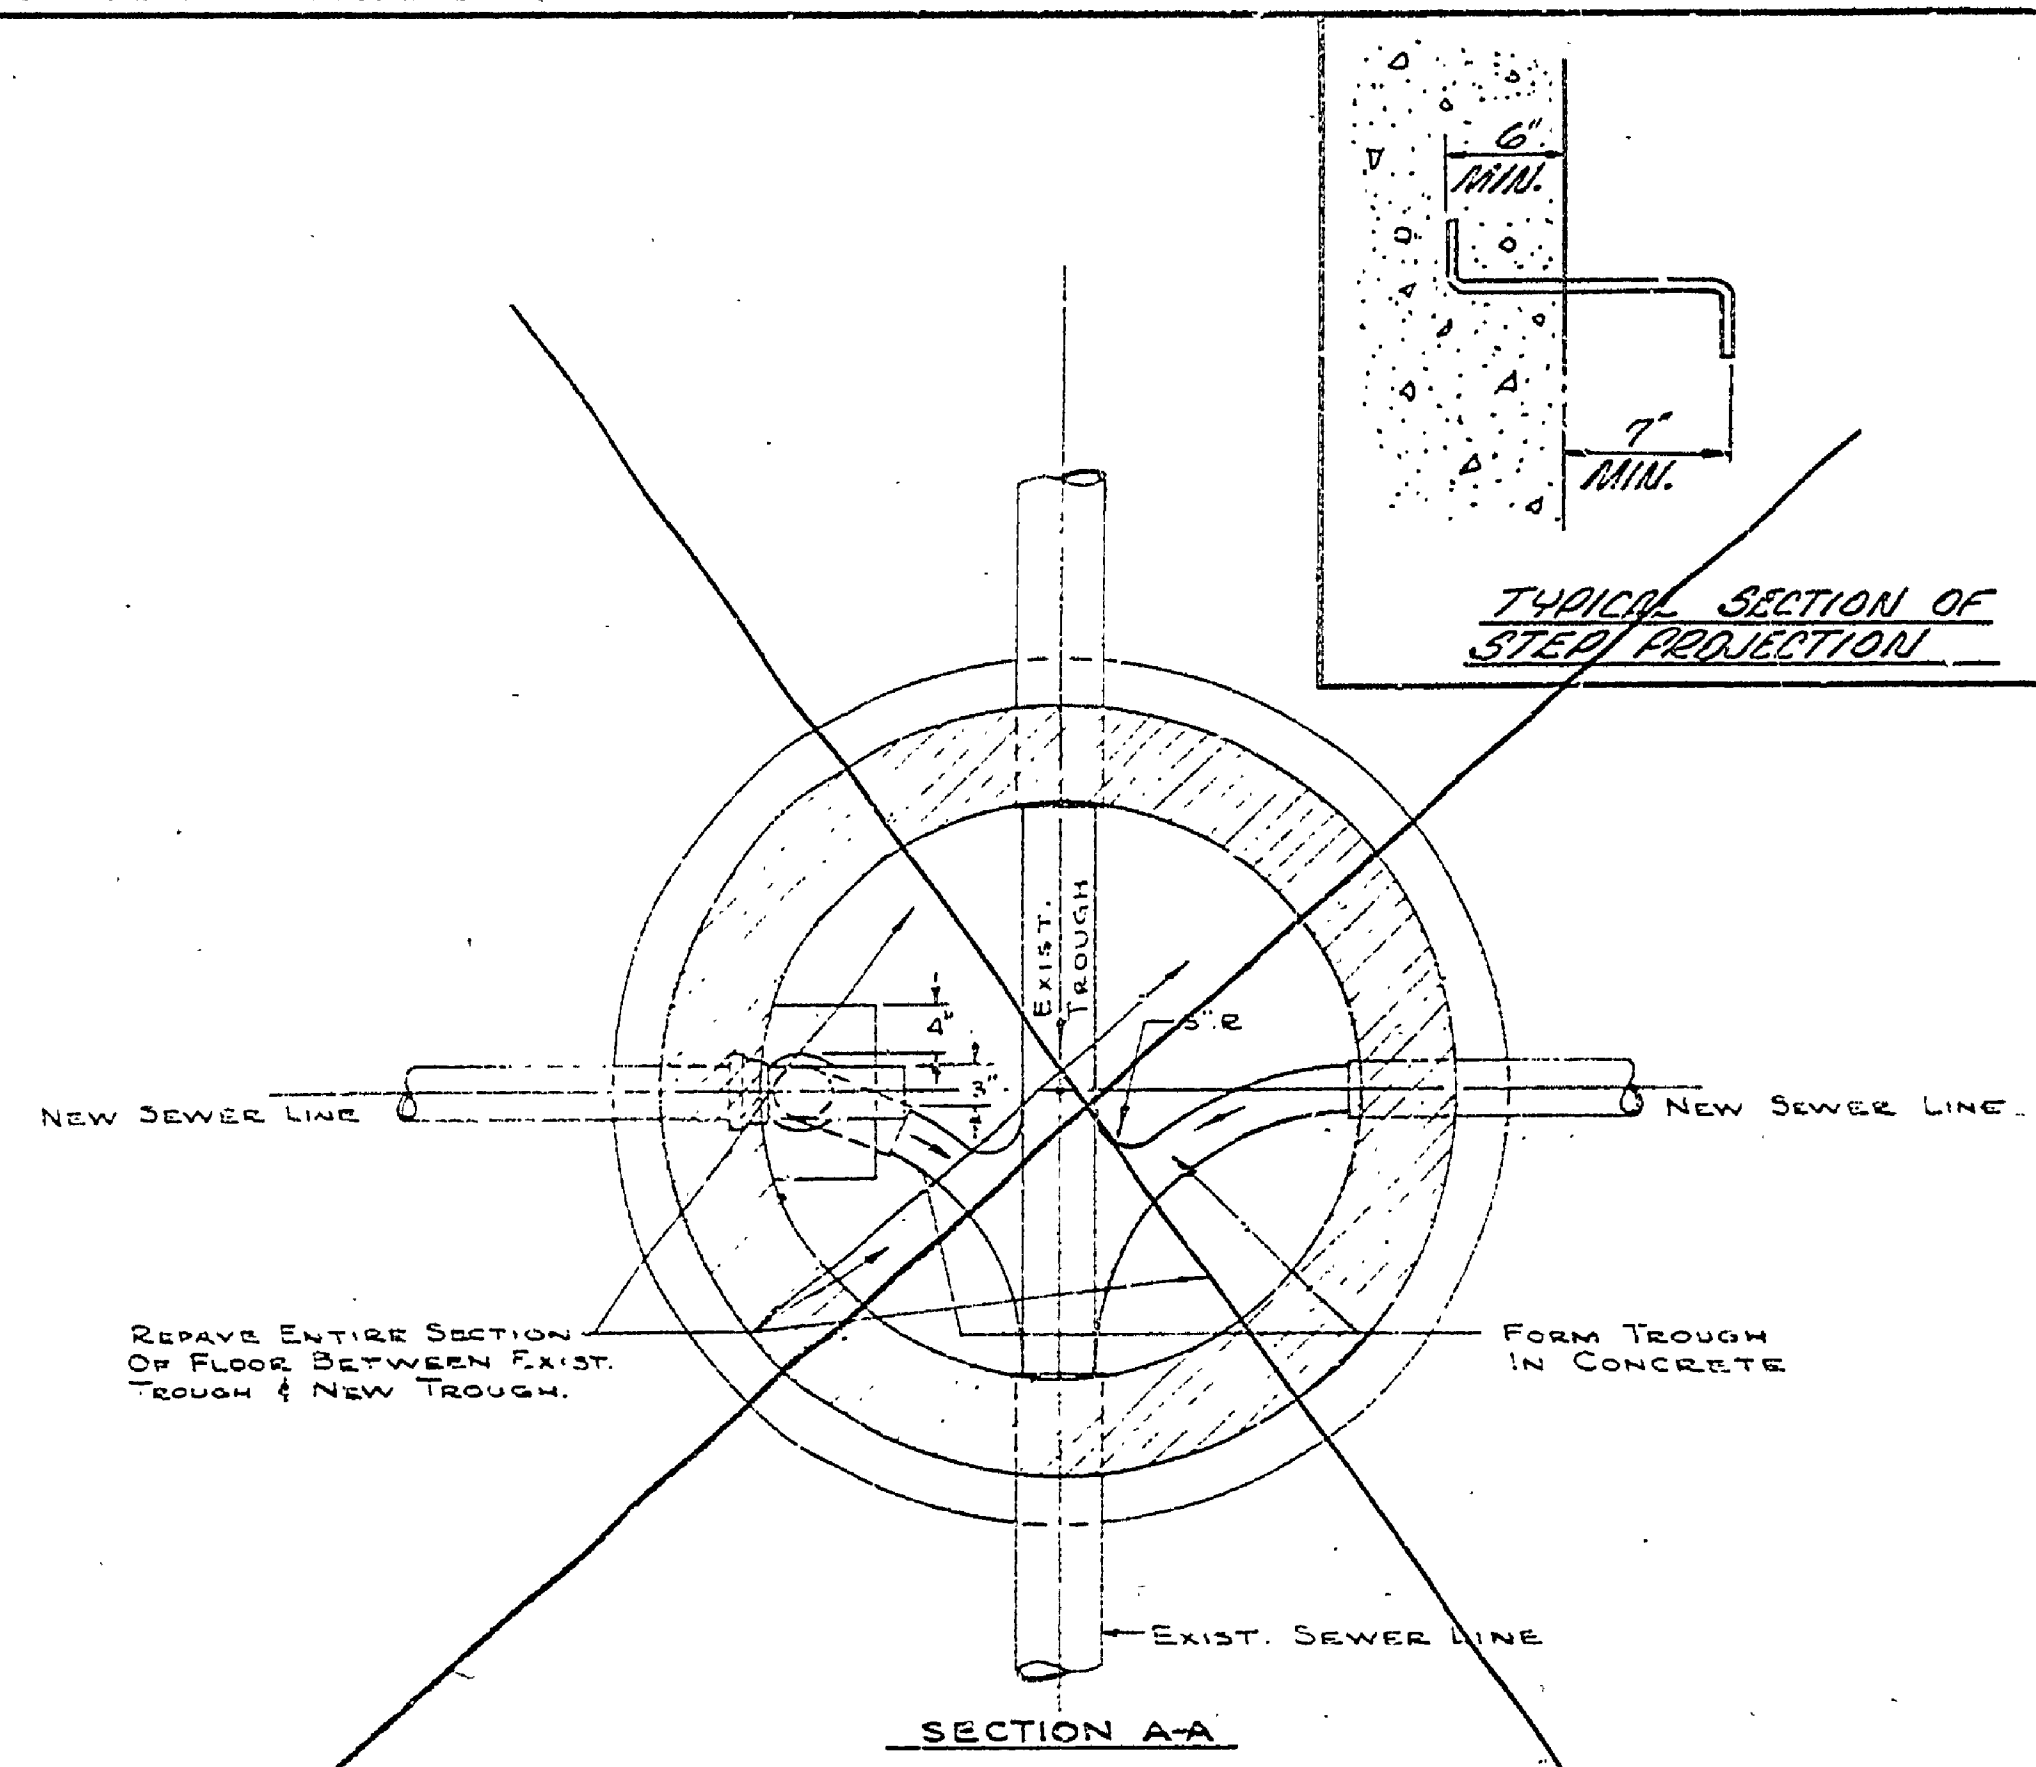 6"
MIN.
7"
MIN.
TYPICAL SECTION OF
STEP PROJECTION
EXIST.
TROUGH
4"
3"
5" R
NEW SEWER LINE
NEW SEWER LINE
REPAVE ENTIRE SECTION
OF FLOOR BETWEEN EXIST.
TROUGH & NEW TROUGH.
FORM TROUGH
IN CONCRETE
EXIST. SEWER LINE
SECTION A-A